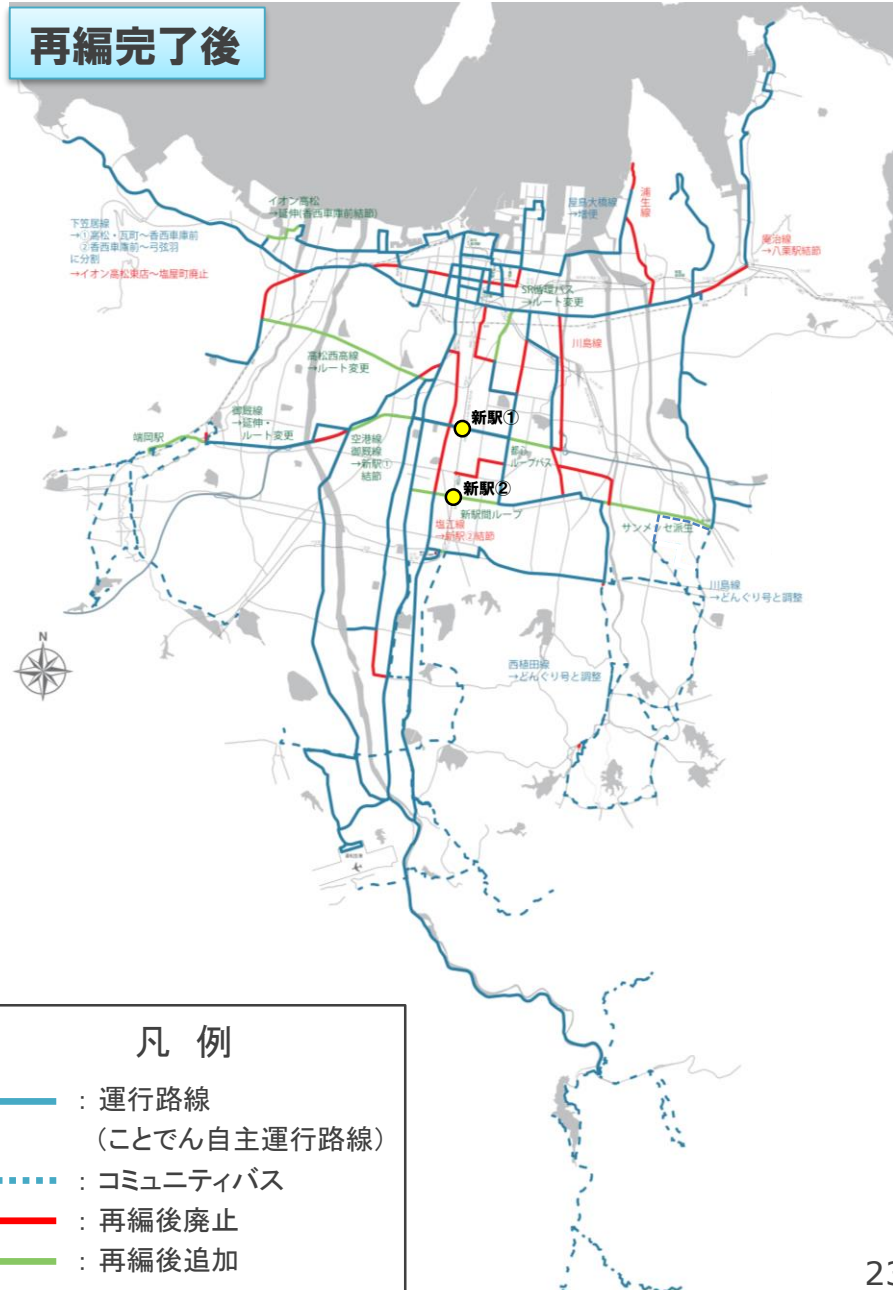 再編完了後
イオン高松
→延伸(香西車庫前結節)
下笠居線
→①高松・瓦町～香西車庫前
②香西車庫前～弓弦羽
に分割
→イオン高松東店～塩屋町廃止
屋島大橋線
→増便
浦生線
庵治線
→八栗駅結節
→ルート変更
川島線
高松西高線
→ルート変更
御厩線
→延伸・
ルート変更
端岡駅
新駅①
空港線
御厩線
→新駅①
結節
ループバス
新駅②
新駅間ループ
塩江線
→新駅②結節
サンメッセ派生
川島線
→どんぐり号と調整
西植田線
→どんぐり号と調整
N
凡 例
：運行路線
（ことでん自主運行路線）
：コミュニティバス
：再編後廃止
：再編後追加